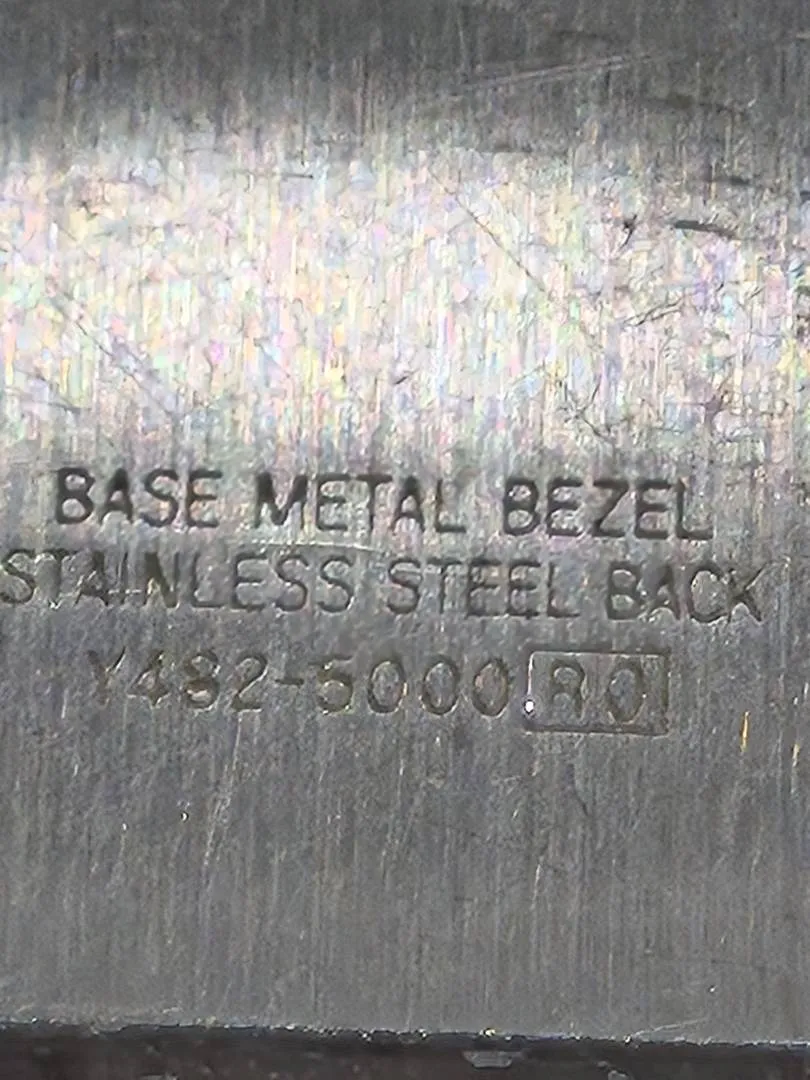 BASE METAL BEZEL
STAINLESS STEEL BACK
Y482-5000 R0